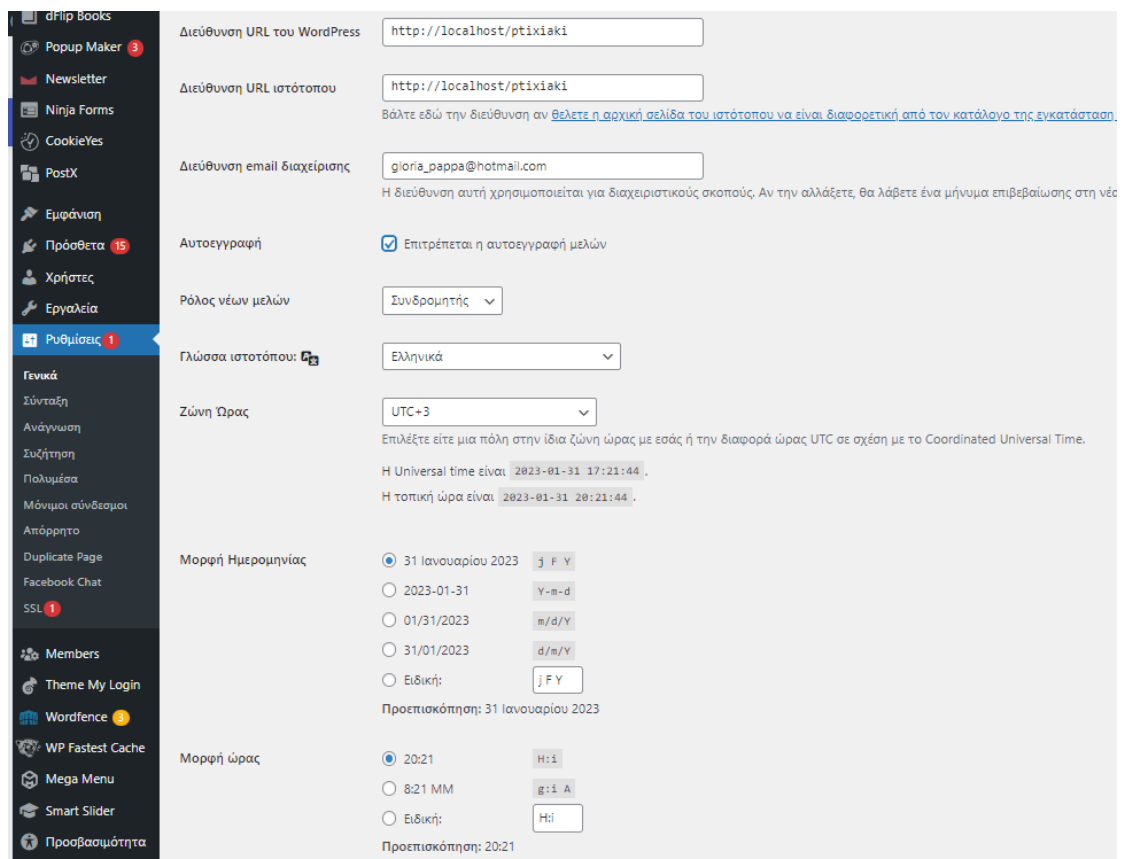 dFlip Books
Popup Maker 3
Newsletter
Ninja Forms
CookieYes
PostX
Εμφάνιση
Πρόσθετα 15
Χρήστες
Εργαλεία
Ρυθμίσεις 1
Γενικά
Σύνταξη
Ανάγνωση
Συζήτηση
Πολυμέσα
Μόνιμοι σύνδεσμοι
Απόρρητο
Duplicate Page
Facebook Chat
SSL 1
Members
Theme My Login
Wordfence 3
WP Fastest Cache
Mega Menu
Smart Slider
Προσβασιμότητα
Διεύθυνση URL του WordPress http://localhost/ptixiaki
Διεύθυνση URL ιστότοπου http://localhost/ptixiaki
Βάλτε εδώ την διεύθυνση αν θελετε η αρχική σελίδα του ιστότοπου να είναι διαφορετική από τον κατάλογο της εγκατάσταση
Διεύθυνση email διαχείρισης gloria_pappa@hotmail.com
Η διεύθυνση αυτή χρησιμοποιείται για διαχειριστικούς σκοπούς. Αν την αλλάξετε, θα λάβετε ένα μήνυμα επιβεβαίωσης στη νέα
Αυτοεγγραφή Επιτρέπεται η αυτοεγγραφή μελών
Ρόλος νέων μελών Συνδρομητής
Γλώσσα ιστοτόπου: Ελληνικά
Ζώνη Ώρας UTC+3
Επιλέξτε είτε μια πόλη στην ίδια ζώνη ώρας με εσάς ή την διαφορά ώρας UTC σε σχέση με το Coordinated Universal Time.
Η Universal time είναι 2023-01-31 17:21:44 .
Η τοπική ώρα είναι 2023-01-31 20:21:44 .
Μορφή Ημερομηνίας 31 Ιανουαρίου 2023 j F Y
2023-01-31 Y-m-d
01/31/2023 m/d/Y
31/01/2023 d/m/Y
Ειδική: j F Y
Προεπισκόπηση: 31 Ιανουαρίου 2023
Μορφή ώρας 20:21 H:i
8:21 ΜΜ g:i A
Ειδική: H:i
Προεπισκόπηση: 20:21